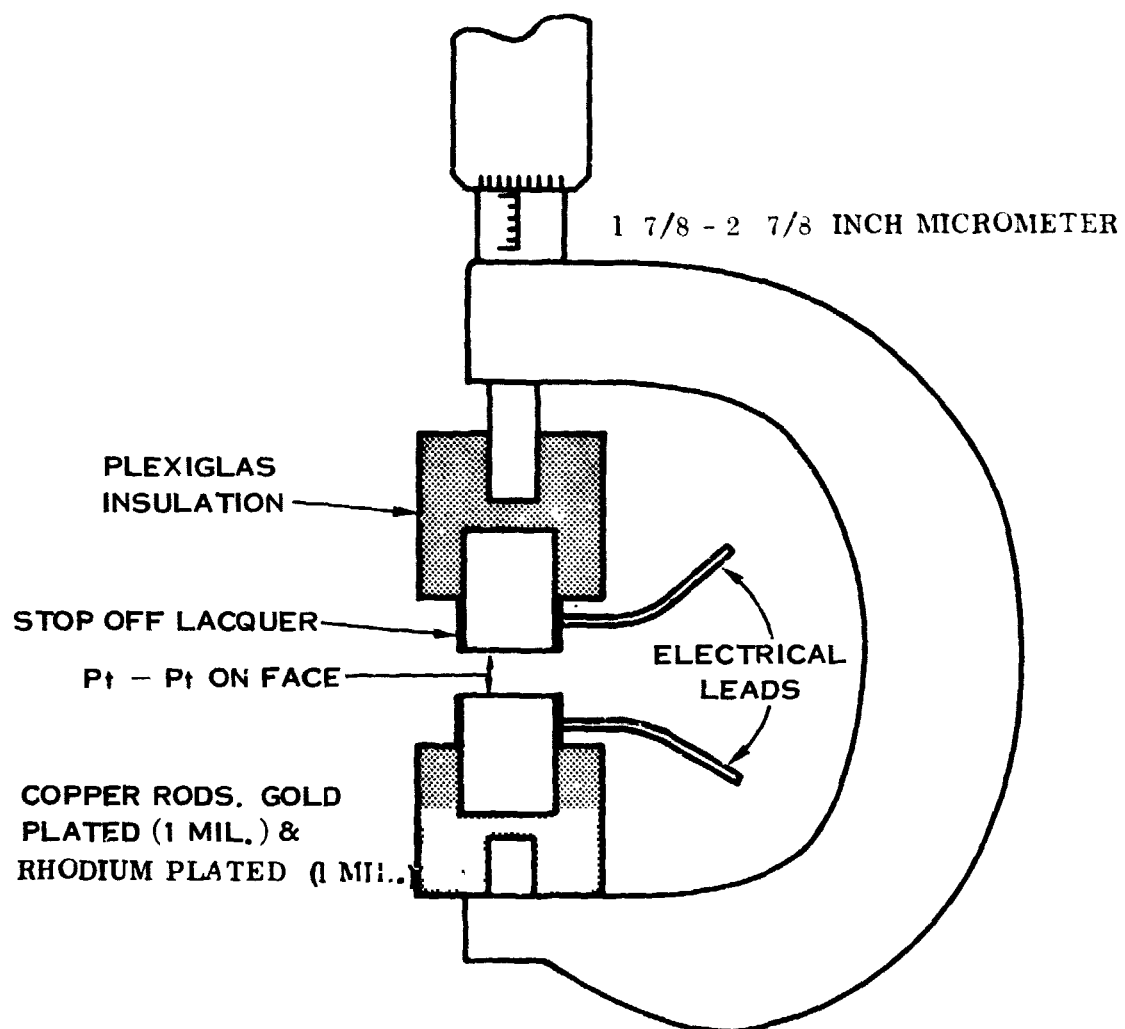 1 7/8 - 2 7/8 INCH MICROMETER
PLEXIGLAS
INSULATION
STOP OFF LACQUER
Pt - Pt ON FACE
ELECTRICAL
LEADS
COPPER RODS. GOLD
PLATED (1 MIL.) &
RHODIUM PLATED (1 MIL.)